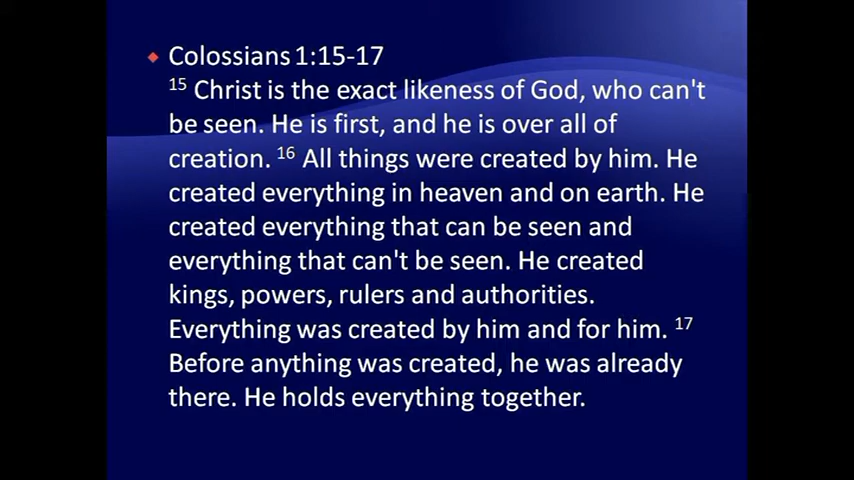 Colossians 1:15-17
15 Christ is the exact likeness of God, who can't
be seen. He is first, and he is over all of
creation. 16 All things were created by him. He
created everything in heaven and on earth. He
created everything that can be seen and
everything that can't be seen. He created
kings, powers, rulers and authorities.
Everything was created by him and for him. 17
Before anything was created, he was already
there. He holds everything together.